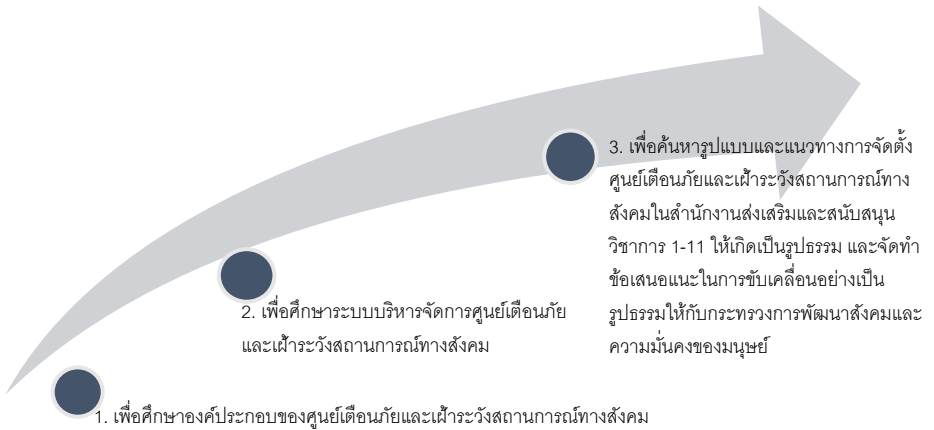 1. เพื่อศึกษาองค์ประกอบของศูนย์เตือนภัยและเฝ้าระวังสถานการณ์ทางสังคม
2. เพื่อศึกษาระบบบริหารจัดการศูนย์เตือนภัย
และเฝ้าระวังสถานการณ์ทางสังคม
3. เพื่อค้นหารูปแบบและแนวทางการจัดตั้ง
ศูนย์เตือนภัยและเฝ้าระวังสถานการณ์ทาง
สังคมในสำนักงานส่งเสริมและสนับสนุน
วิชาการ 1-11 ให้เกิดเป็นรูปธรรม และจัดทำ
ข้อเสนอแนะในการขับเคลื่อนอย่างเป็น
รูปธรรมให้กับกระทรวงการพัฒนาสังคมและ
ความมั่นคงของมนุษย์